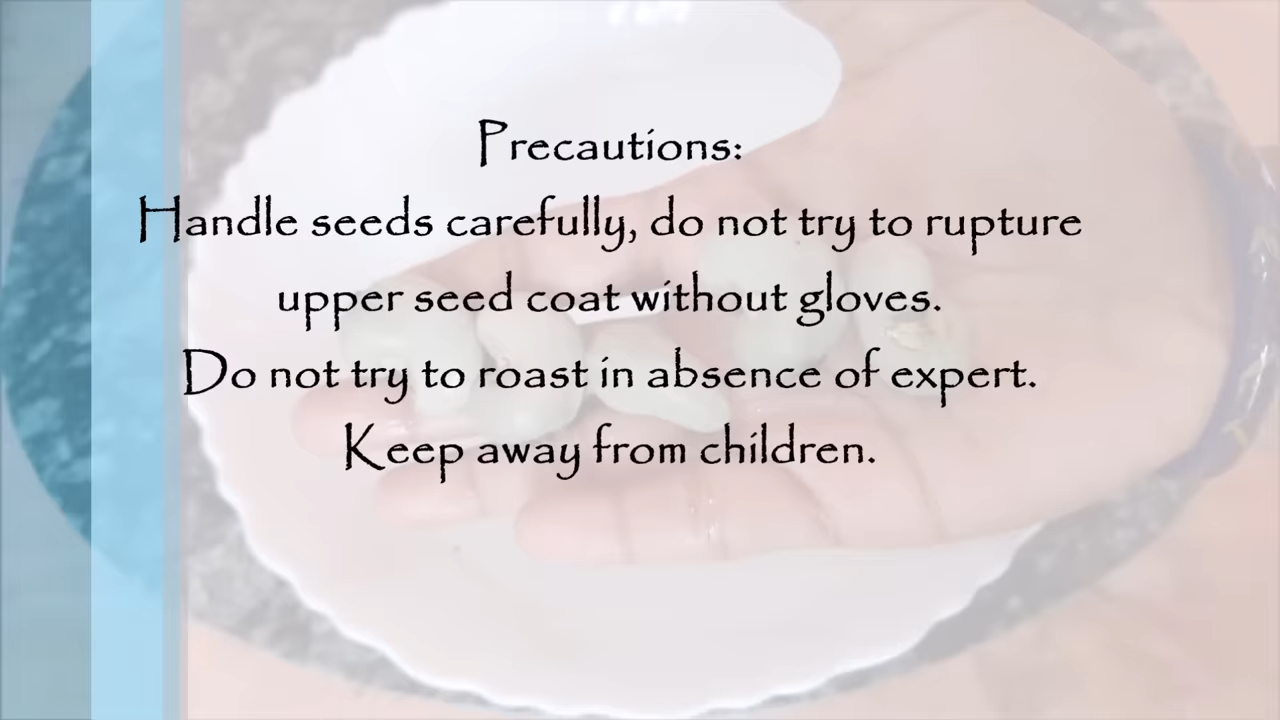 Precautions:
Handle seeds carefully, do not try to rupture
upper seed coat without gloves.
Do not try to roast in absence of expert.
Keep away from children.